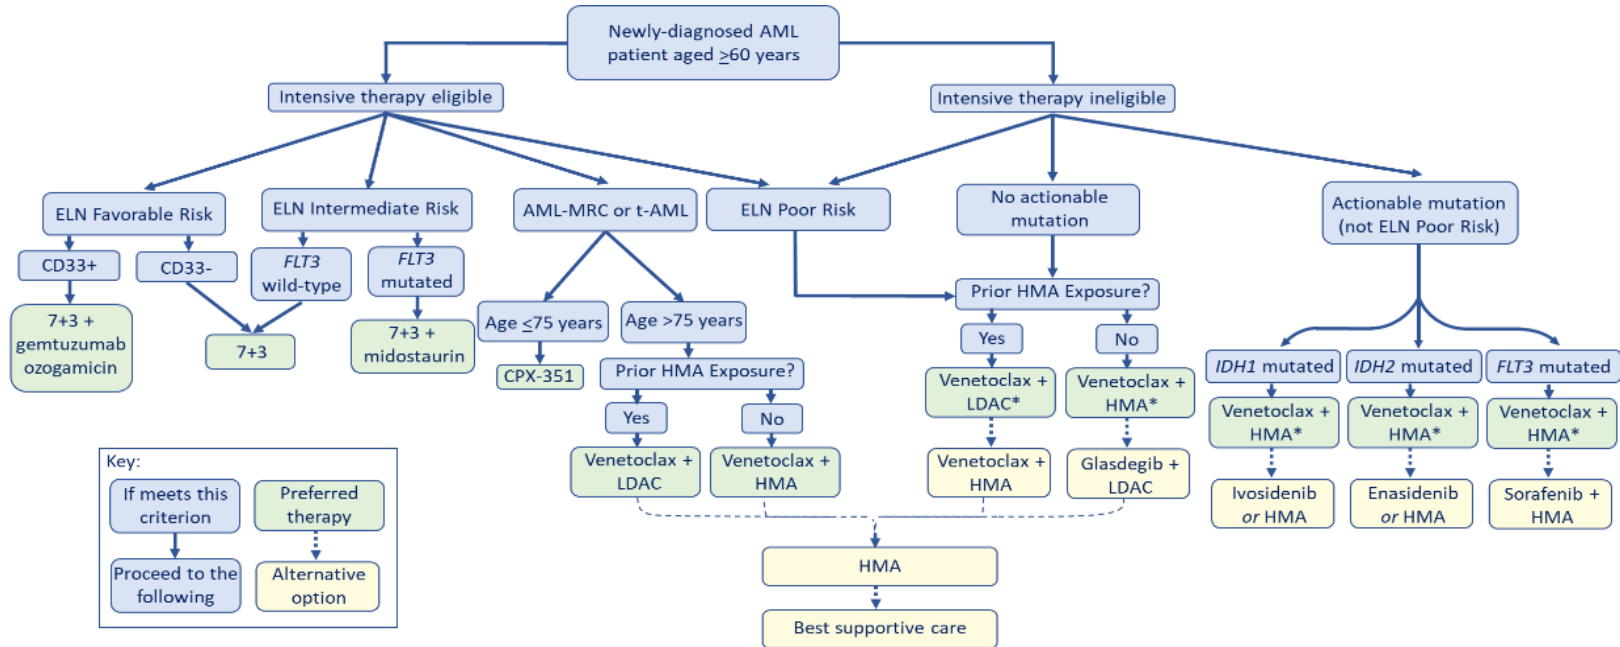 Newly-diagnosed AML
patient aged ≥60 years
Intensive therapy eligible
Intensive therapy ineligible
ELN Favorable Risk
ELN Intermediate Risk
AML-MRC or t-AML
ELN Poor Risk
No actionable
mutation
Actionable mutation
(not ELN Poor Risk)
CD33+
CD33-
FLT3
wild-type
FLT3
mutated
7+3 +
gemtuzumab
ozogamicin
7+3
7+3 +
midostaurin
Age ≤75 years
Age >75 years
CPX-351
Prior HMA Exposure?
Yes
No
Venetoclax +
LDAC
Venetoclax +
HMA
Prior HMA Exposure?
Yes
No
Venetoclax +
LDAC*
Venetoclax +
HMA*
Venetoclax +
HMA
Glasdegib +
LDAC
IDH1 mutated
IDH2 mutated
FLT3 mutated
Venetoclax +
HMA*
Venetoclax +
HMA*
Venetoclax +
HMA*
Ivosidenib
or HMA
Enasidenib
or HMA
Sorafenib +
HMA
HMA
Best supportive care
Key:
If meets this
criterion
Proceed to the
following
Preferred
therapy
Alternative
option